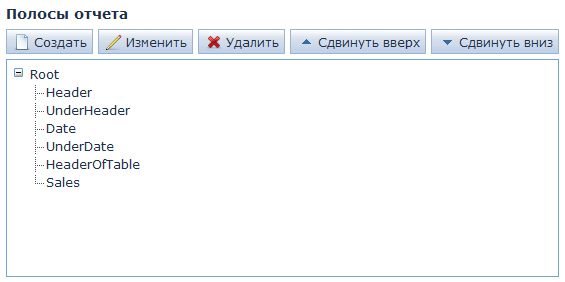 Полосы отчета
Создать Изменить Удалить Сдвинуть вверх Сдвинуть вниз
Root
Header
UnderHeader
Date
UnderDate
HeaderOfTable
Sales